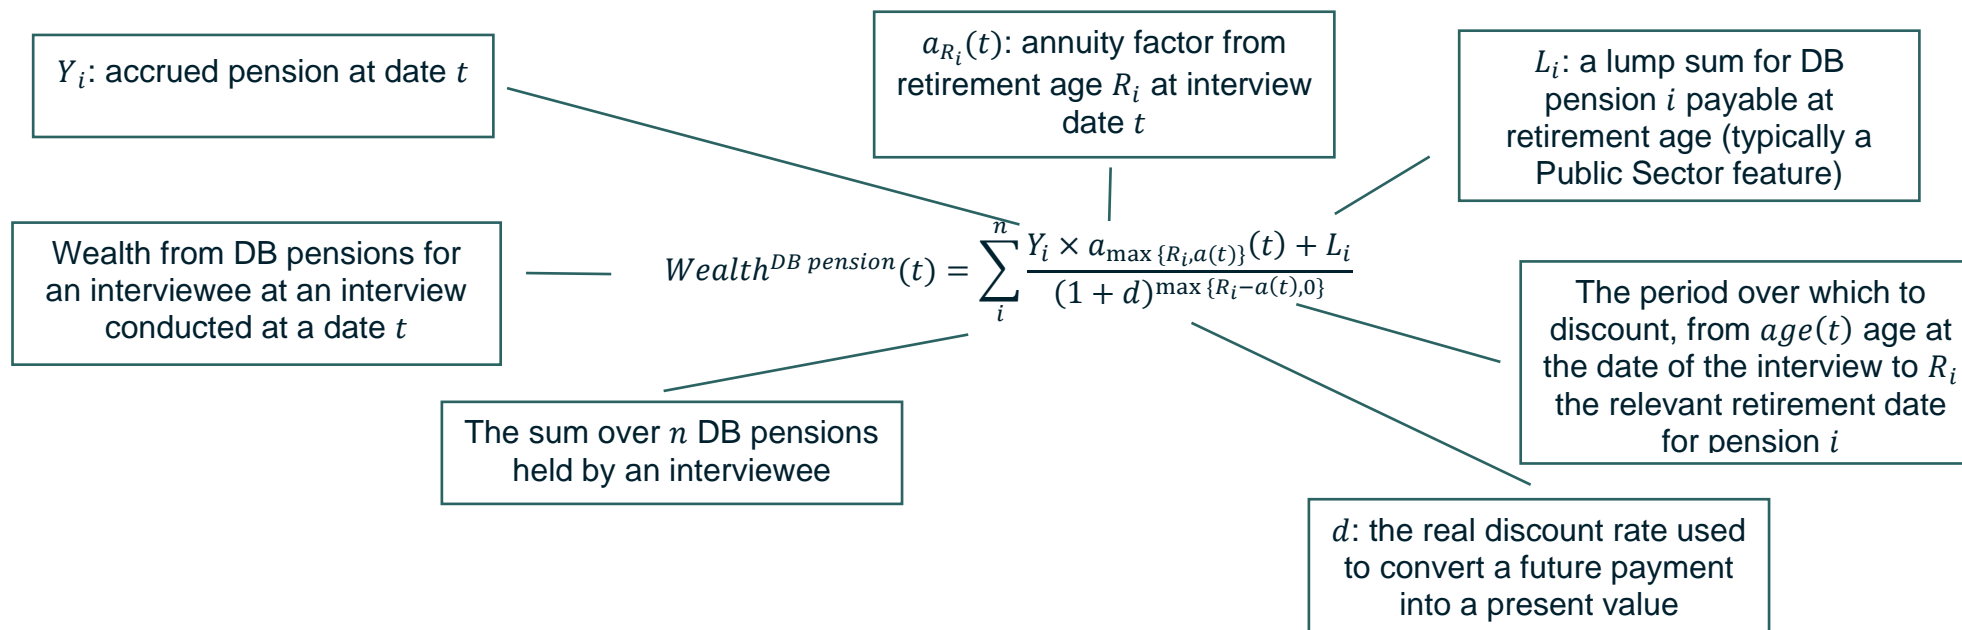 Y_i: accrued pension at date t
a_{R_i}(t): annuity factor from
retirement age R_i at interview
date t
L_i: a lump sum for DB
pension i payable at
retirement age (typically a
Public Sector feature)
Wealth from DB pensions for
an interviewee at an interview
conducted at a date t
Wealth^{DB pension}(t) = \sum_{i}^{n} \frac{Y_i × a_{max {R_i,a(t)}}(t) + L_i}{(1 + d)^{max {R_i−a(t),0}}}
The period over which to
discount, from age(t) age at
the date of the interview to R_i
the relevant retirement date
for pension i
The sum over n DB pensions
held by an interviewee
d: the real discount rate used
to convert a future payment
into a present value